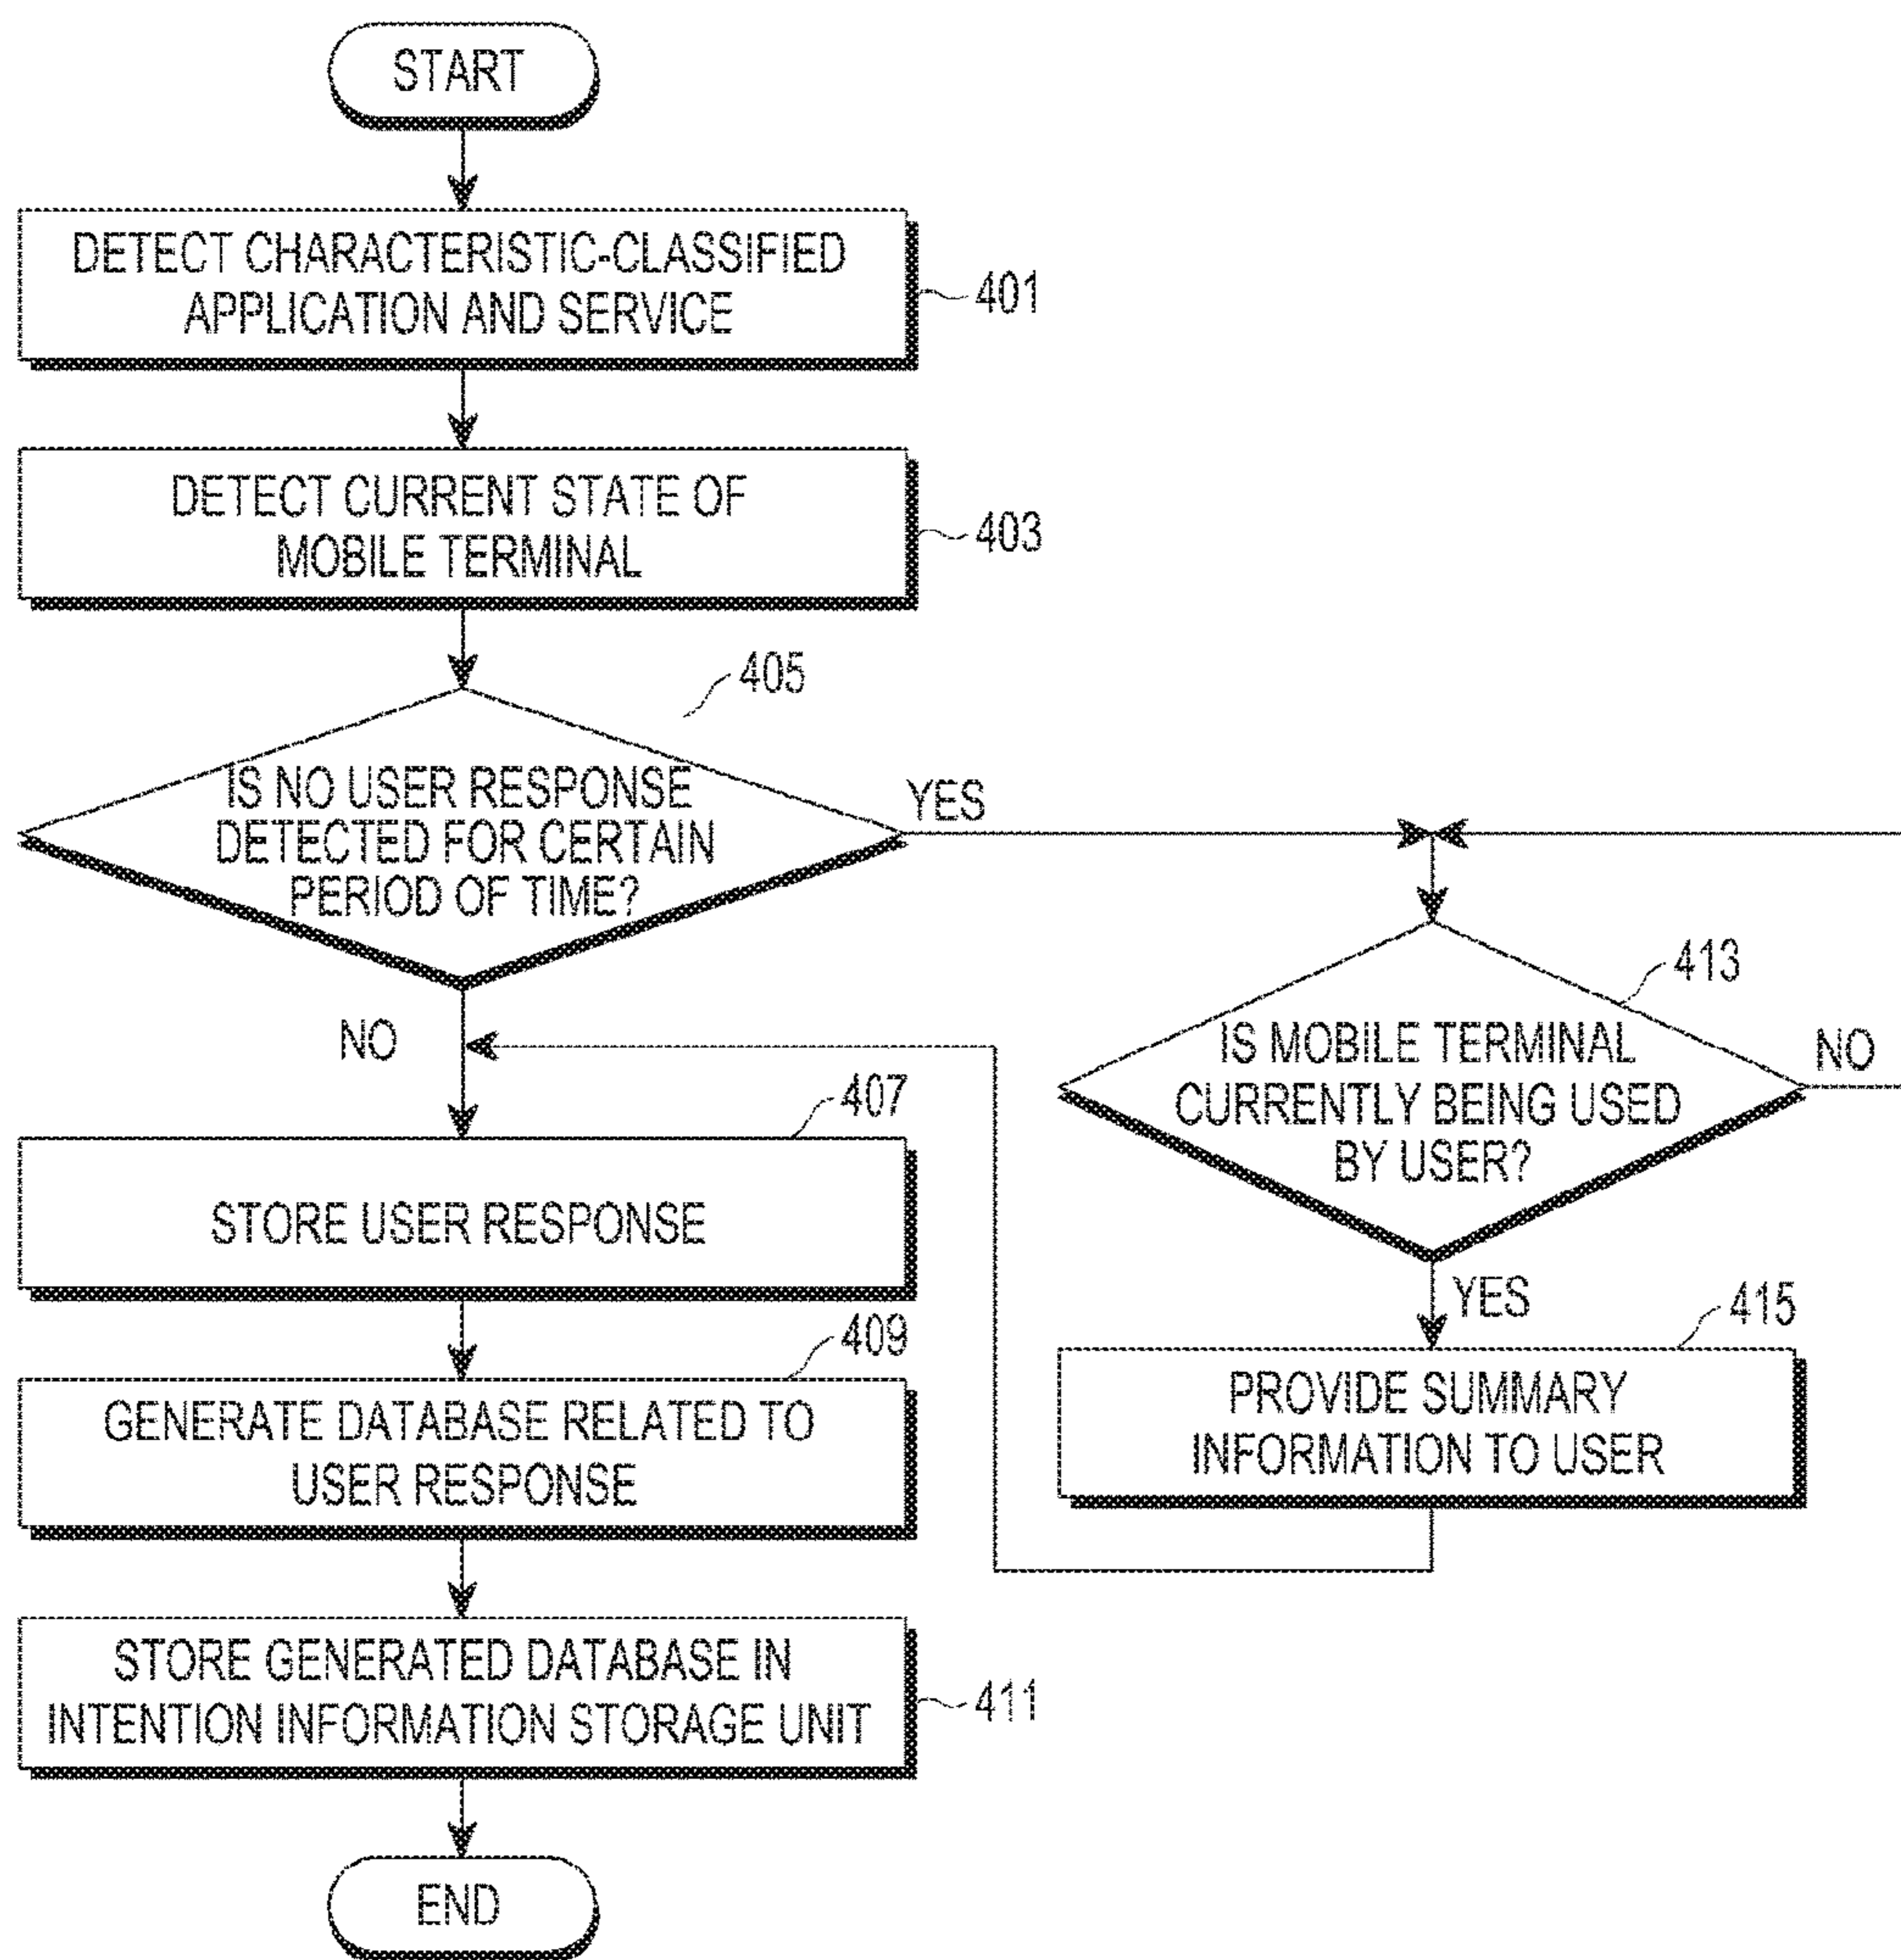 START
DETECT CHARACTERISTIC-CLASSIFIED
APPLICATION AND SERVICE
401
DETECT CURRENT STATE OF
MOBILE TERMINAL
403
405
IS NO USER RESPONSE
DETECTED FOR CERTAIN
PERIOD OF TIME?
YES
NO
413
IS MOBILE TERMINAL
CURRENTLY BEING USED
BY USER?
NO
YES
407
STORE USER RESPONSE
415
PROVIDE SUMMARY
INFORMATION TO USER
409
GENERATE DATABASE RELATED TO
USER RESPONSE
STORE GENERATED DATABASE IN
INTENTION INFORMATION STORAGE UNIT
411
END